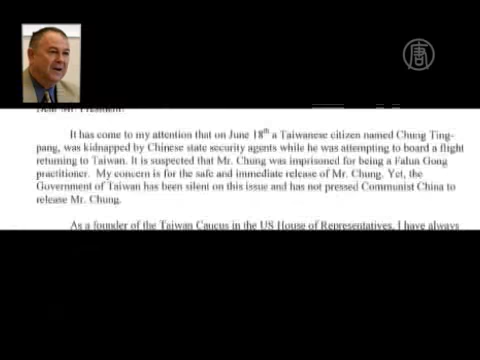 唐
Dear Mr. President:
It has come to my attention that on June 18th a Taiwanese citizen named Chung Ting-
pang, was kidnapped by Chinese state security agents while he was attempting to board a flight
returning to Taiwan. It is suspected that Mr. Chung was imprisoned for being a Falun Gong
practitioner. My concern is for the safe and immediate release of Mr. Chung. Yet, the
Government of Taiwan has been silent on this issue and has not pressed Communist China to
release Mr. Chung.
As a founder of the Taiwan Caucus in the US House of Representatives, I have always